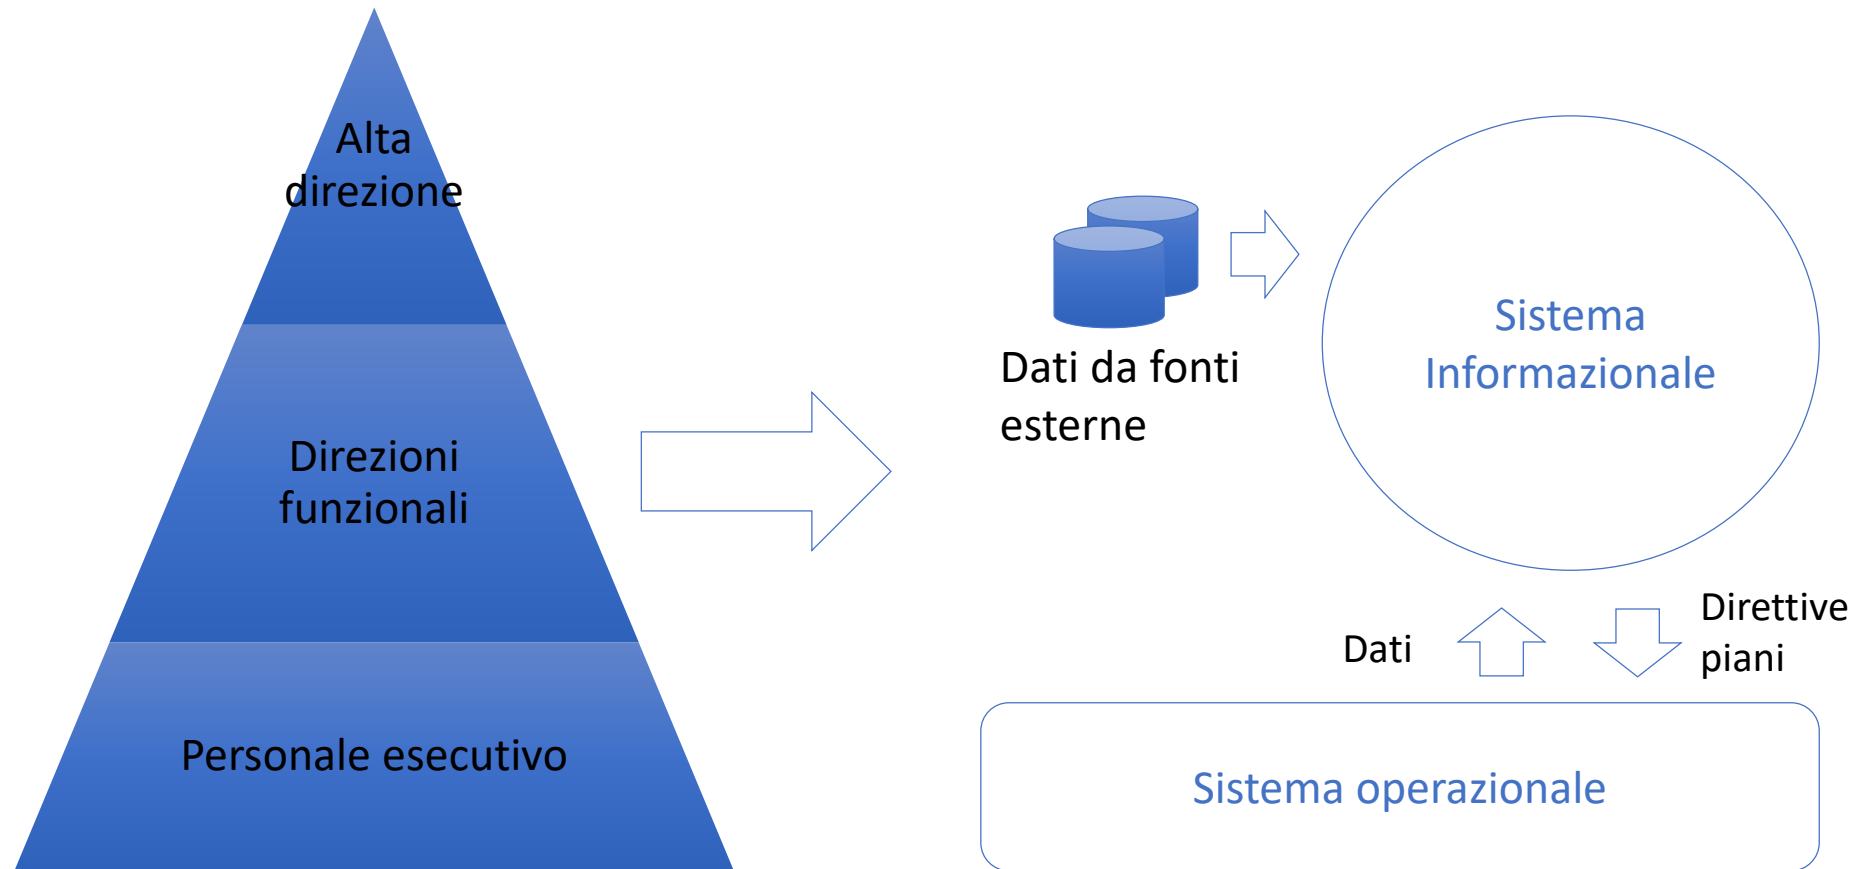 Alta
direzione
Direzioni
funzionali
Personale esecutivo
Dati da fonti
esterne
Sistema
Informazionale
Dati
Direttive
piani
Sistema operazionale